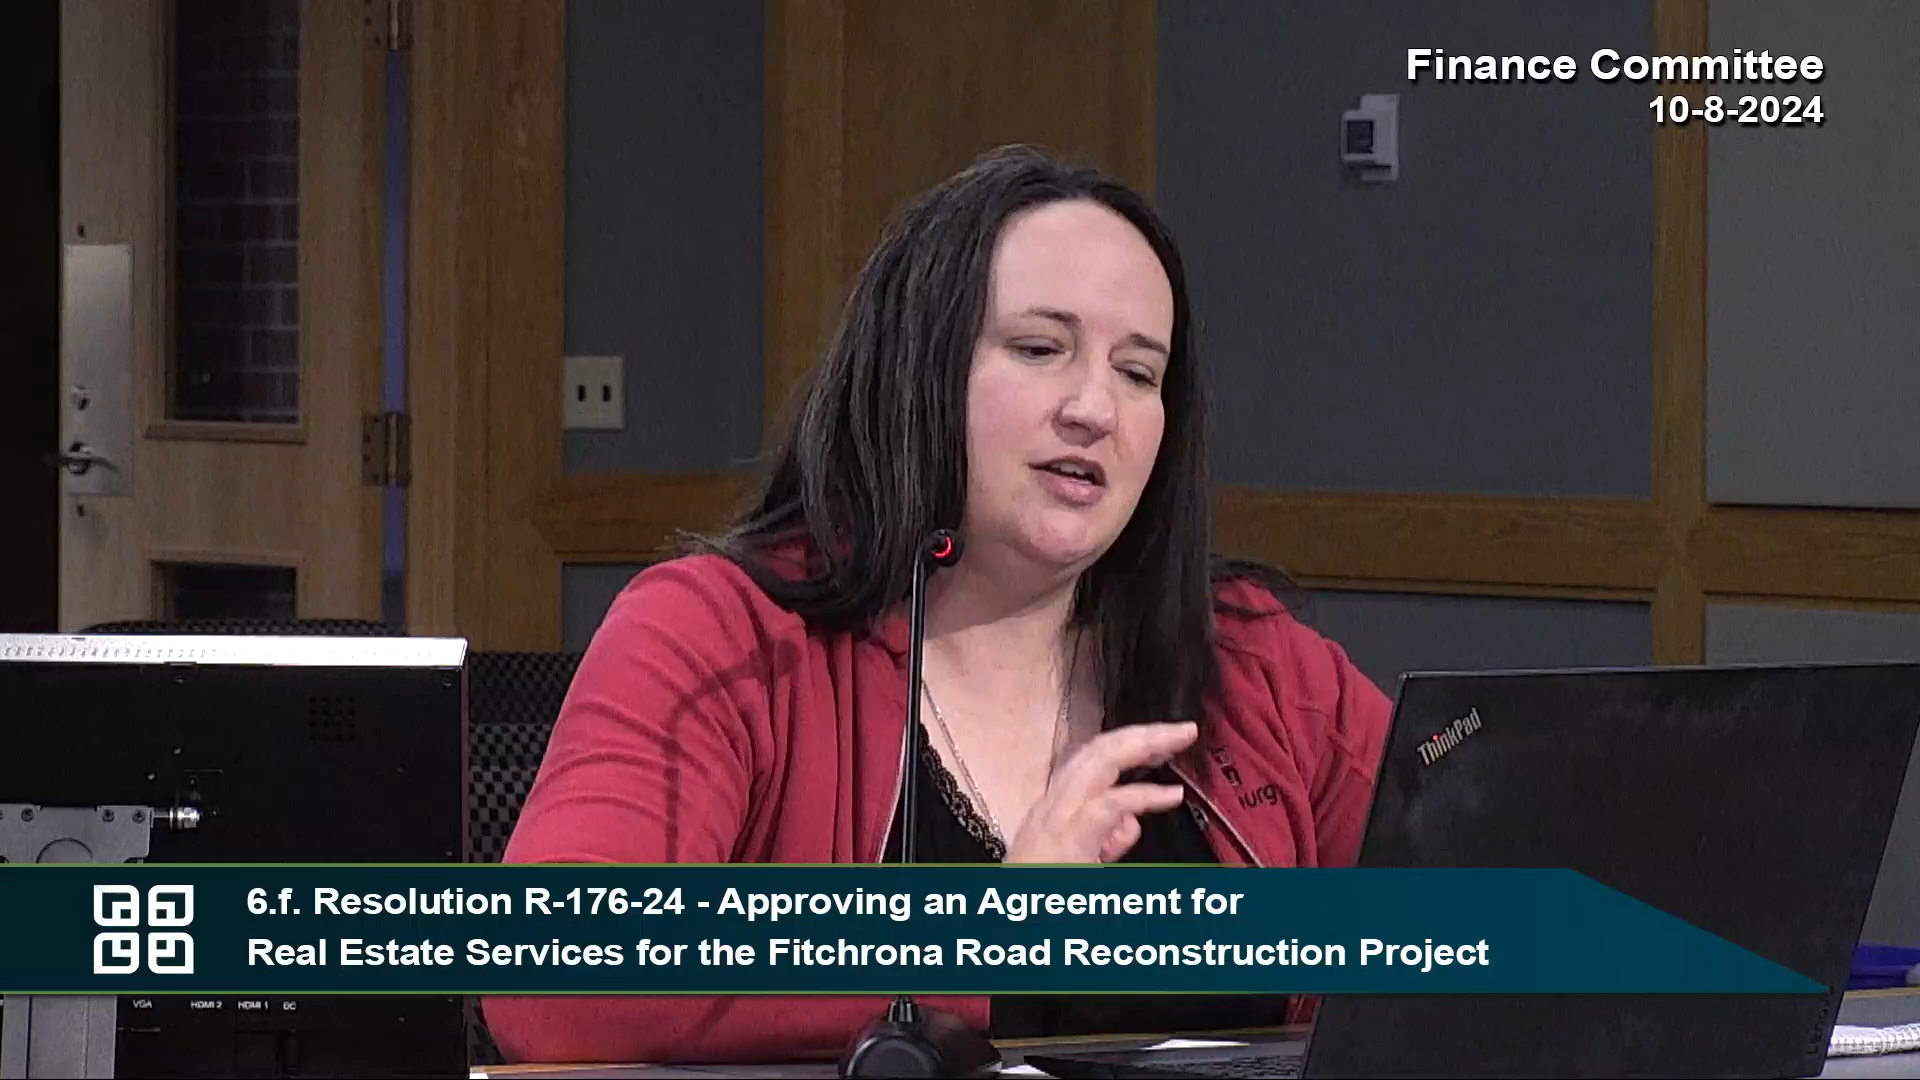 Finance Committee
10-8-2024
ThinkPad
6.f. Resolution R-176-24 - Approving an Agreement for
Real Estate Services for the Fitchrona Road Reconstruction Project
VGA HDMI 2 HDMI 1 DC